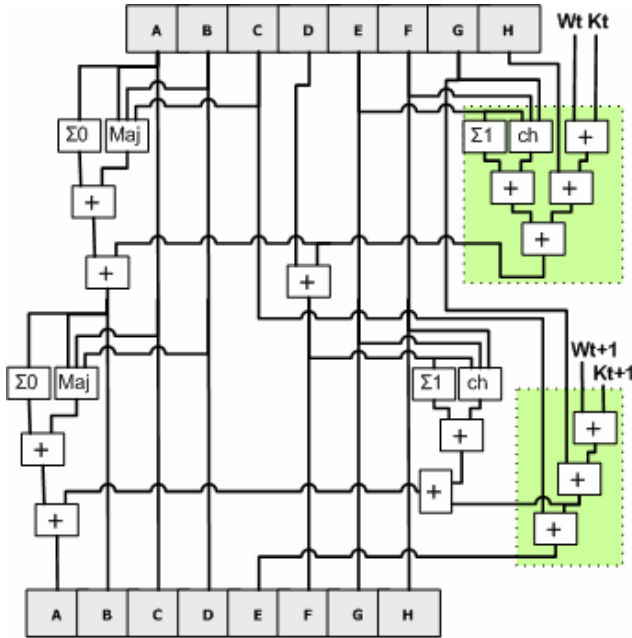 A B C D E F G H
Wt Kt
Σ0 Maj Σ1 ch +
+ + +
+
+ +
Wt+1
Kt+1
Σ0 Maj Σ1 ch
+
+ +
+
+
+ +
A B C D E F G H